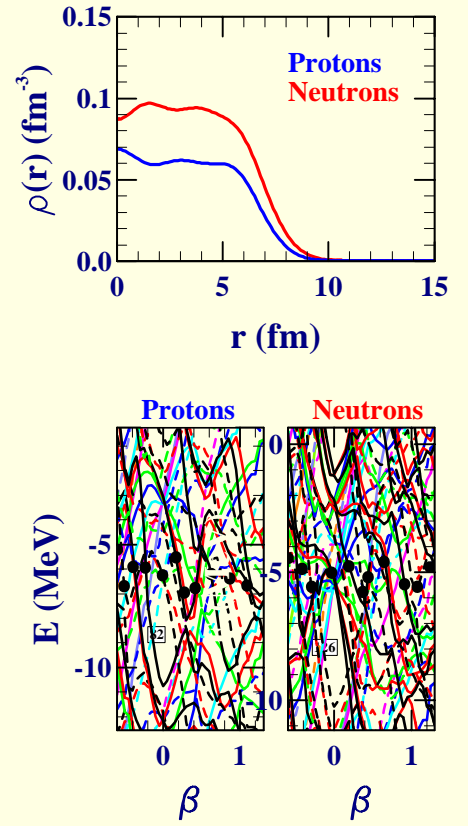 0.15
Protons
Neutrons
0.1
0.05
0.0
ρ(r) (fm⁻³)
0 5 10 15
r (fm)
Protons Neutrons
0
-5 -5
-10 -10
E (MeV)
0 1 0 1
β β